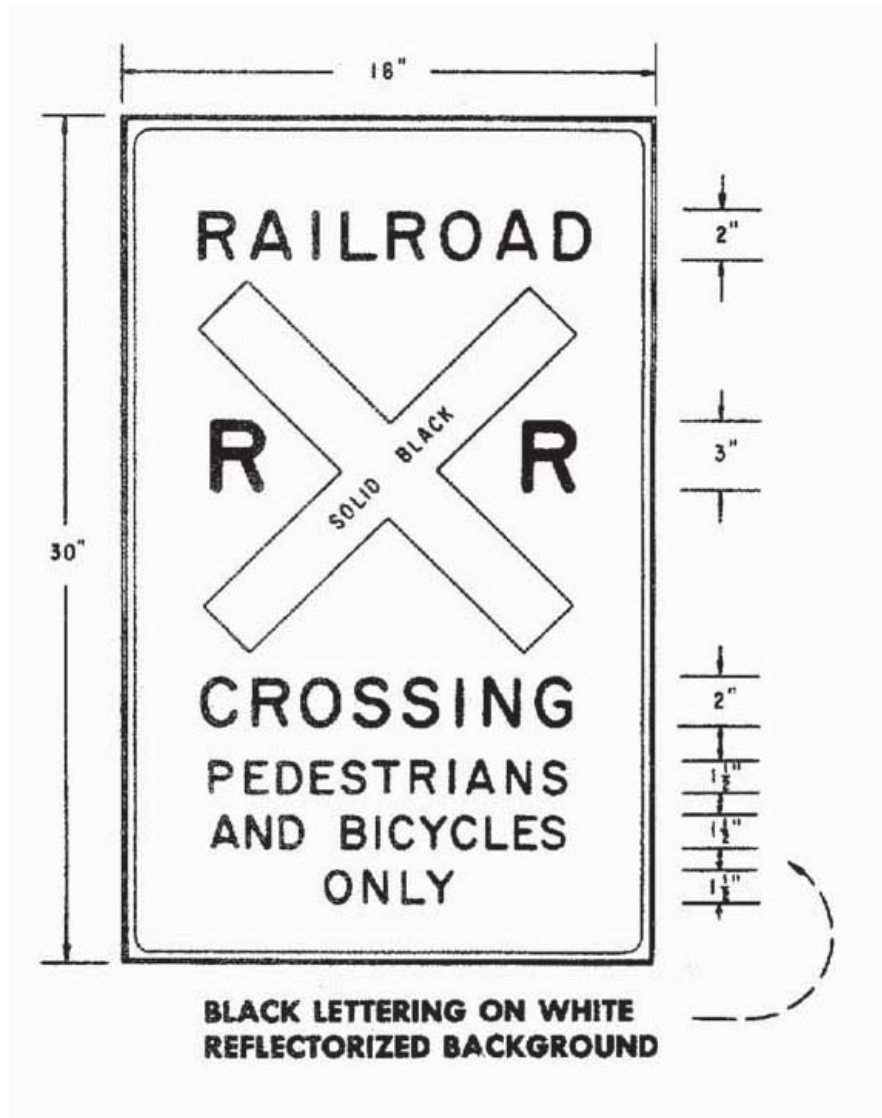 18"
RAILROAD
2"
SOLID BLACK
R R
3"
30"
CROSSING
2"
PEDESTRIANS
1½"
AND BICYCLES
1½"
ONLY
1½"
BLACK LETTERING ON WHITE
REFLECTORIZED BACKGROUND